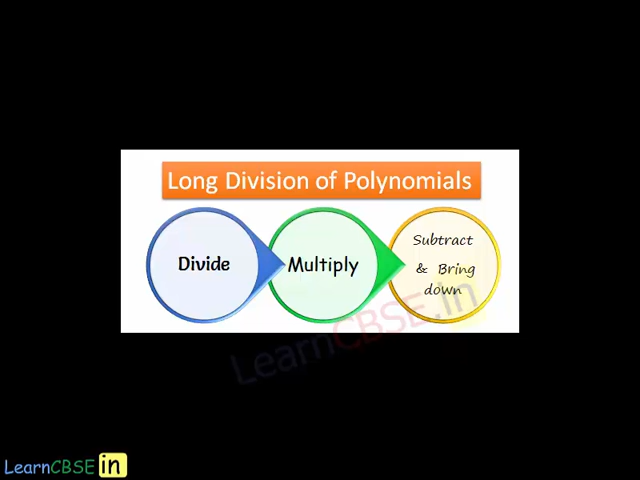 Long Division of Polynomials
Divide
Multiply
Subtract
& Bring
down
LearnCBSE.in
LearnCBSE in